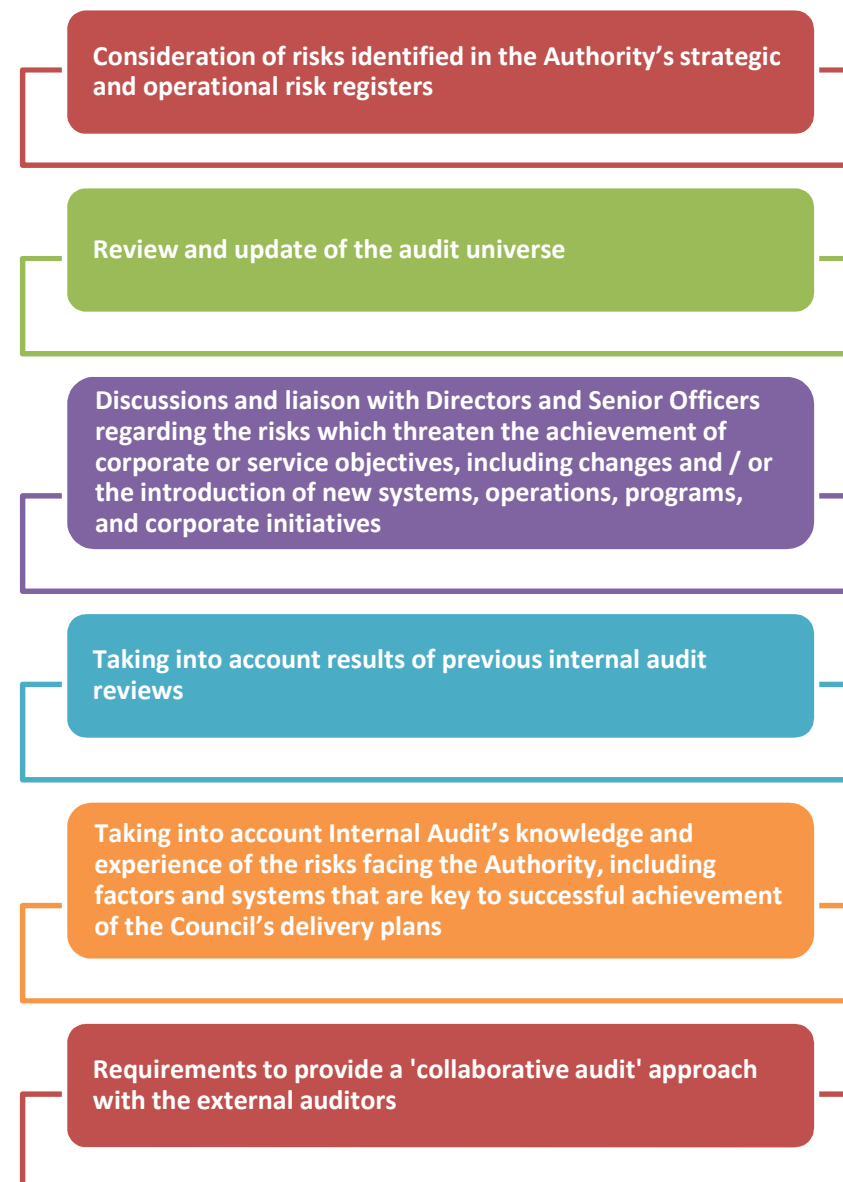 Consideration of risks identified in the Authority’s strategic
and operational risk registers
Review and update of the audit universe
Discussions and liaison with Directors and Senior Officers
regarding the risks which threaten the achievement of
corporate or service objectives, including changes and / or
the introduction of new systems, operations, programs,
and corporate initiatives
Taking into account results of previous internal audit
reviews
Taking into account Internal Audit’s knowledge and
experience of the risks facing the Authority, including
factors and systems that are key to successful achievement
of the Council’s delivery plans
Requirements to provide a 'collaborative audit' approach
with the external auditors